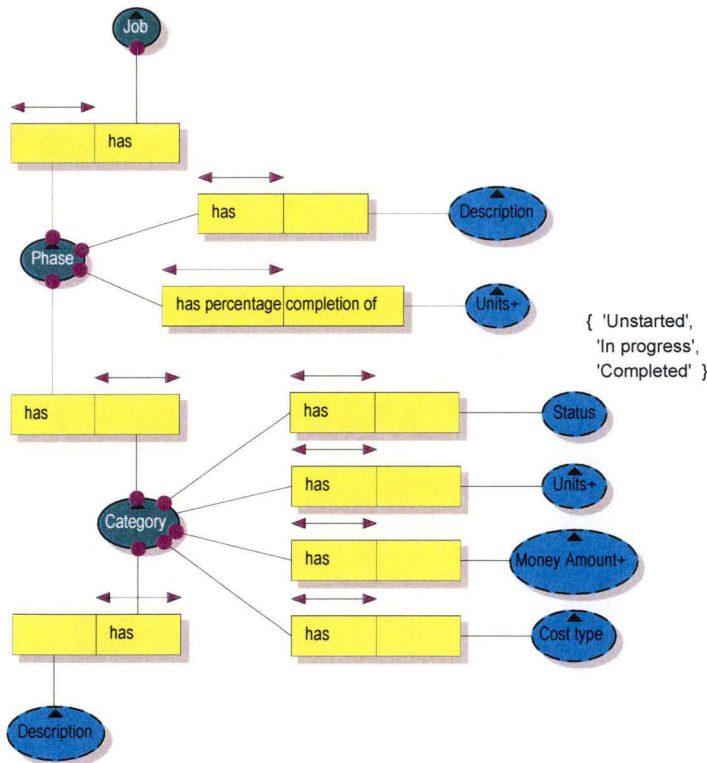 Job
has
has
Description
Phase
has percentage completion of
Units+
{ 'Unstarted',
'In progress',
'Completed' }
has
has
Status
has
Units+
Category
has
Money Amount+
has
has
Cost type
Description